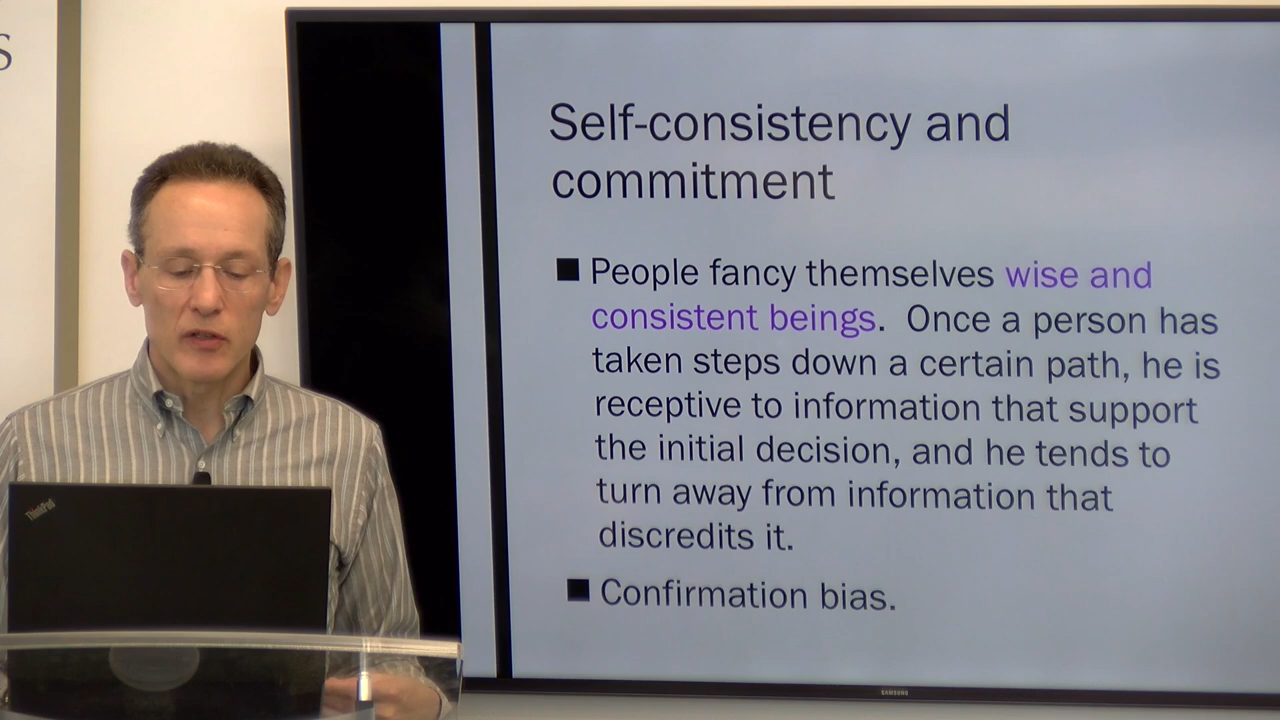 S
Self-consistency and
commitment
■ People fancy themselves wise and
consistent beings.  Once a person has
taken steps down a certain path, he is
receptive to information that support
the initial decision, and he tends to
turn away from information that
discredits it.
■ Confirmation bias.
ThinkPad
SAMSUNG